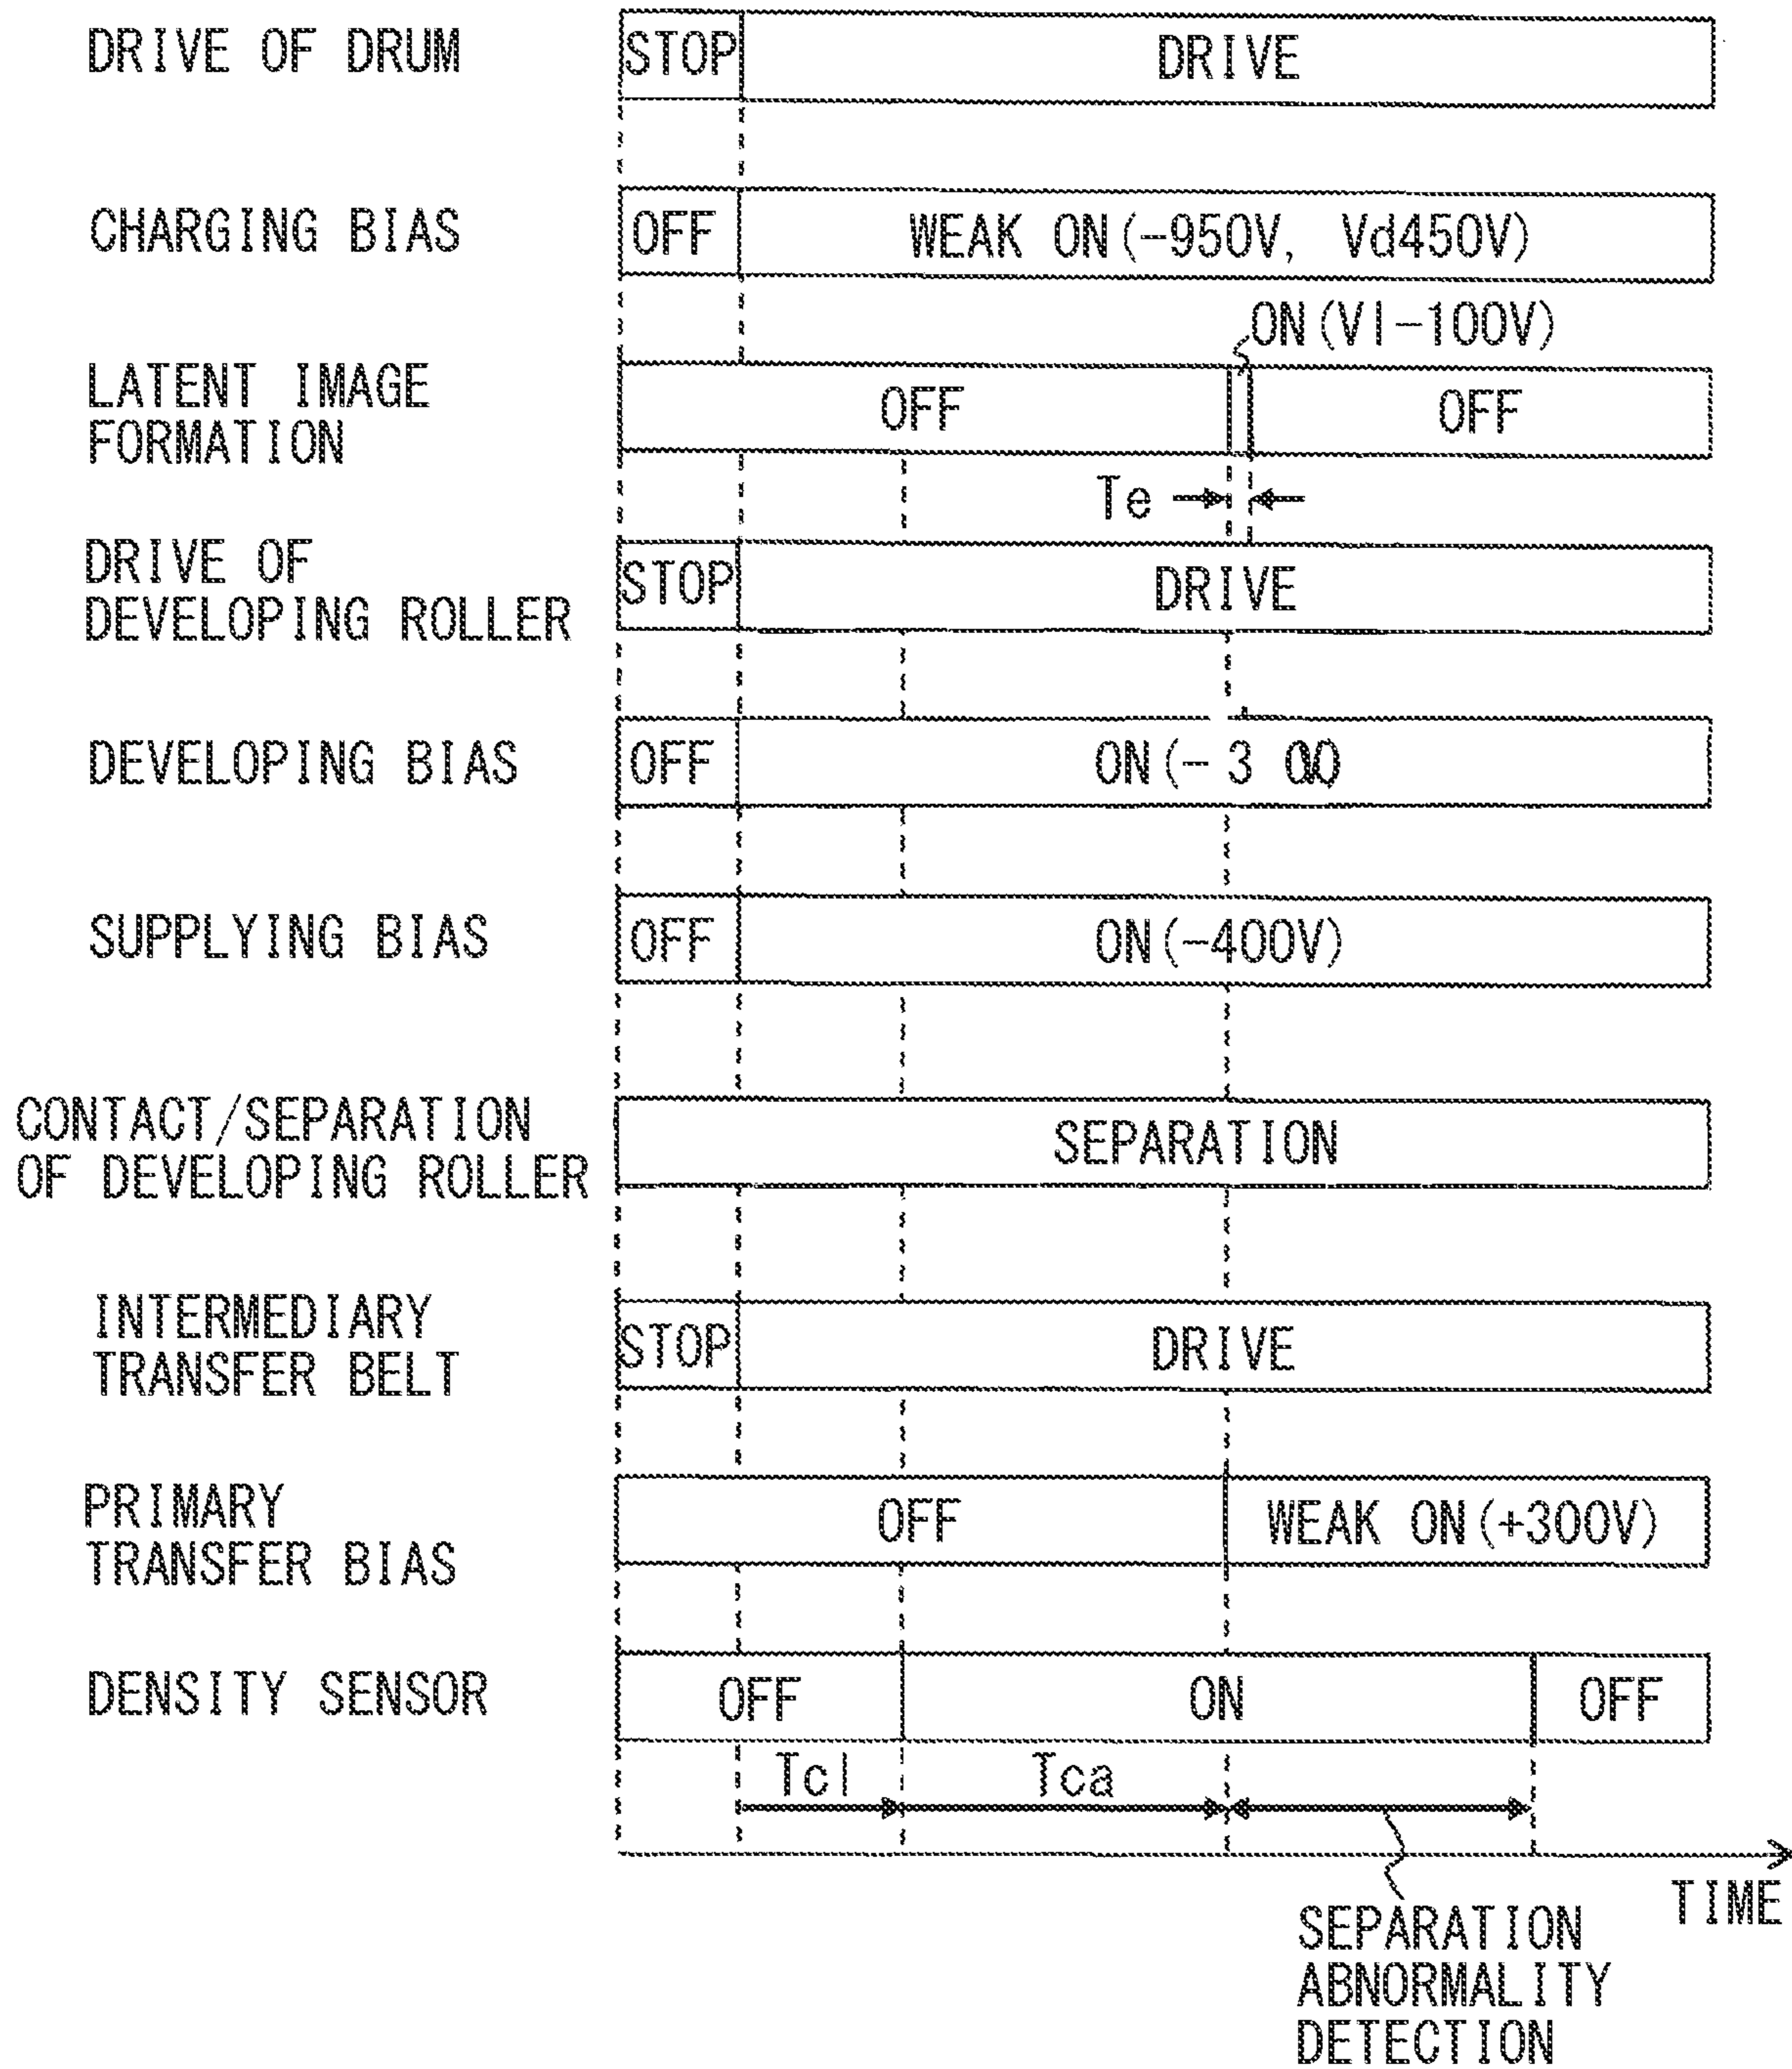 DRIVE OF DRUM
STOP
DRIVE
CHARGING BIAS
OFF
WEAK ON(-950V, Vd450V)
ON(Vl-100V)
LATENT IMAGE
FORMATION
OFF
OFF
Te
DRIVE OF
DEVELOPING ROLLER
STOP
DRIVE
DEVELOPING BIAS
OFF
ON(-3
SUPPLYING BIAS
OFF
ON(-400V)
CONTACT/SEPARATION
OF DEVELOPING ROLLER
SEPARATION
INTERMEDIARY
TRANSFER BELT
STOP
DRIVE
PRIMARY
TRANSFER BIAS
OFF
WEAK ON(+300V)
DENSITY SENSOR
OFF
ON
OFF
Tcl
Tca
TIME
SEPARATION
ABNORMALITY
DETECTION